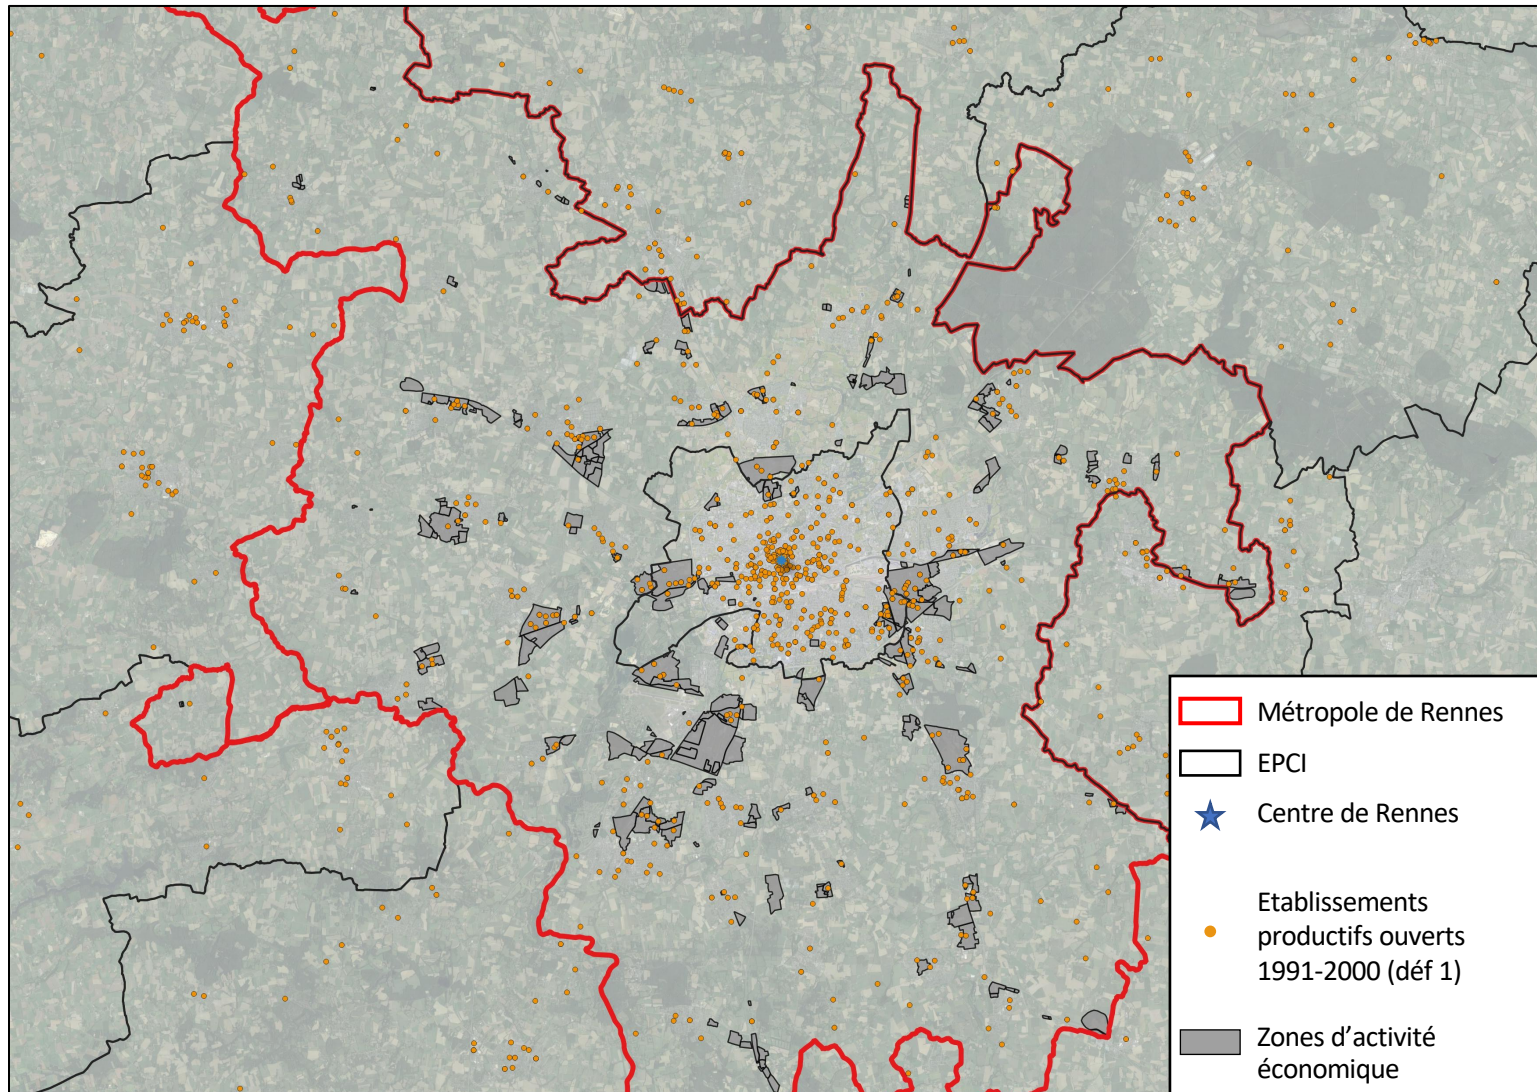 Métropole de Rennes
EPCI
Centre de Rennes
Etablissements
productifs ouverts
1991-2000 (déf 1)
Zones d’activité
économique